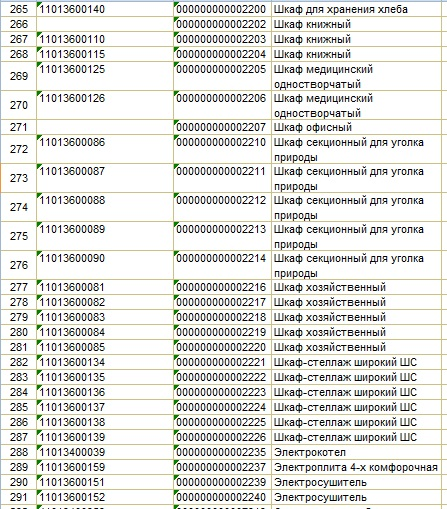 265 11013600140 000000000002200 Шкаф для хранения хлеба
266 000000000002202 Шкаф книжный
267 11013600110 000000000002203 Шкаф книжный
268 11013600115 000000000002204 Шкаф книжный
269 11013600125 000000000002205 Шкаф медицинский
одностворчатый
270 11013600126 000000000002206 Шкаф медицинский
одностворчатый
271 000000000002207 Шкаф офисный
272 11013600086 000000000002210 Шкаф секционный для уголка
природы
273 11013600087 000000000002211 Шкаф секционный для уголка
природы
274 11013600088 000000000002212 Шкаф секционный для уголка
природы
275 11013600089 000000000002213 Шкаф секционный для уголка
природы
276 11013600090 000000000002214 Шкаф секционный для уголка
природы
277 11013600081 000000000002216 Шкаф хозяйственный
278 11013600082 000000000002217 Шкаф хозяйственный
279 11013600083 000000000002218 Шкаф хозяйственный
280 11013600084 000000000002219 Шкаф хозяйственный
281 11013600085 000000000002220 Шкаф хозяйственный
282 11013600134 000000000002221 Шкаф-стеллаж широкий ШС
283 11013600135 000000000002222 Шкаф-стеллаж широкий ШС
284 11013600136 000000000002223 Шкаф-стеллаж широкий ШС
285 11013600137 000000000002224 Шкаф-стеллаж широкий ШС
286 11013600138 000000000002225 Шкаф-стеллаж широкий ШС
287 11013600139 000000000002226 Шкаф-стеллаж широкий ШС
288 11013400039 000000000002235 Электрокотел
289 11013600159 000000000002237 Электроплита 4-х комфорочная
290 11013600151 000000000002239 Электросушитель
291 11013600152 000000000002240 Электросушитель